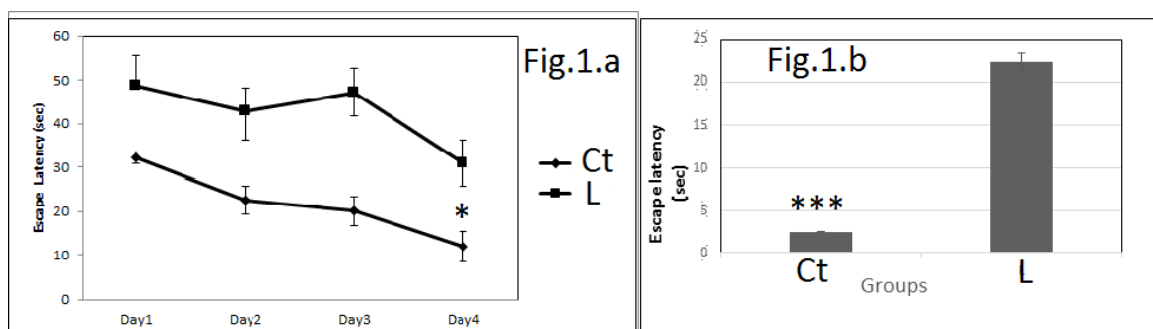 Fig.1.a
Escape Latency (sec)
60
50
40
30
20
10
0
Day1 Day2 Day3 Day4
*
Ct
L
Fig.1.b
Escape latency
(sec)
25
20
15
10
5
0
***
Ct L
Groups